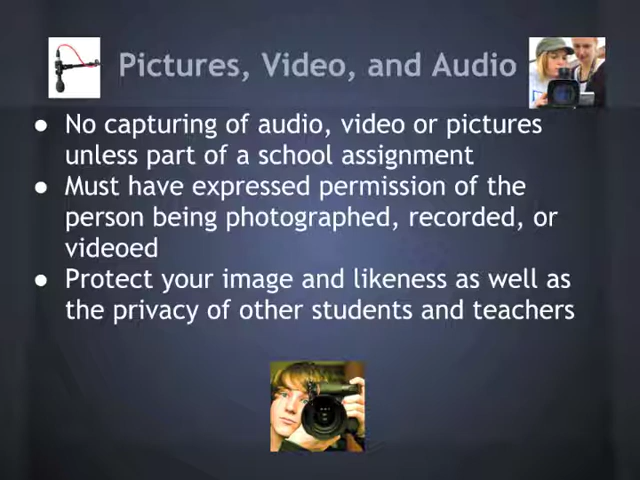 Pictures, Video, and Audio
● No capturing of audio, video or pictures
unless part of a school assignment
● Must have expressed permission of the
person being photographed, recorded, or
videoed
● Protect your image and likeness as well as
the privacy of other students and teachers